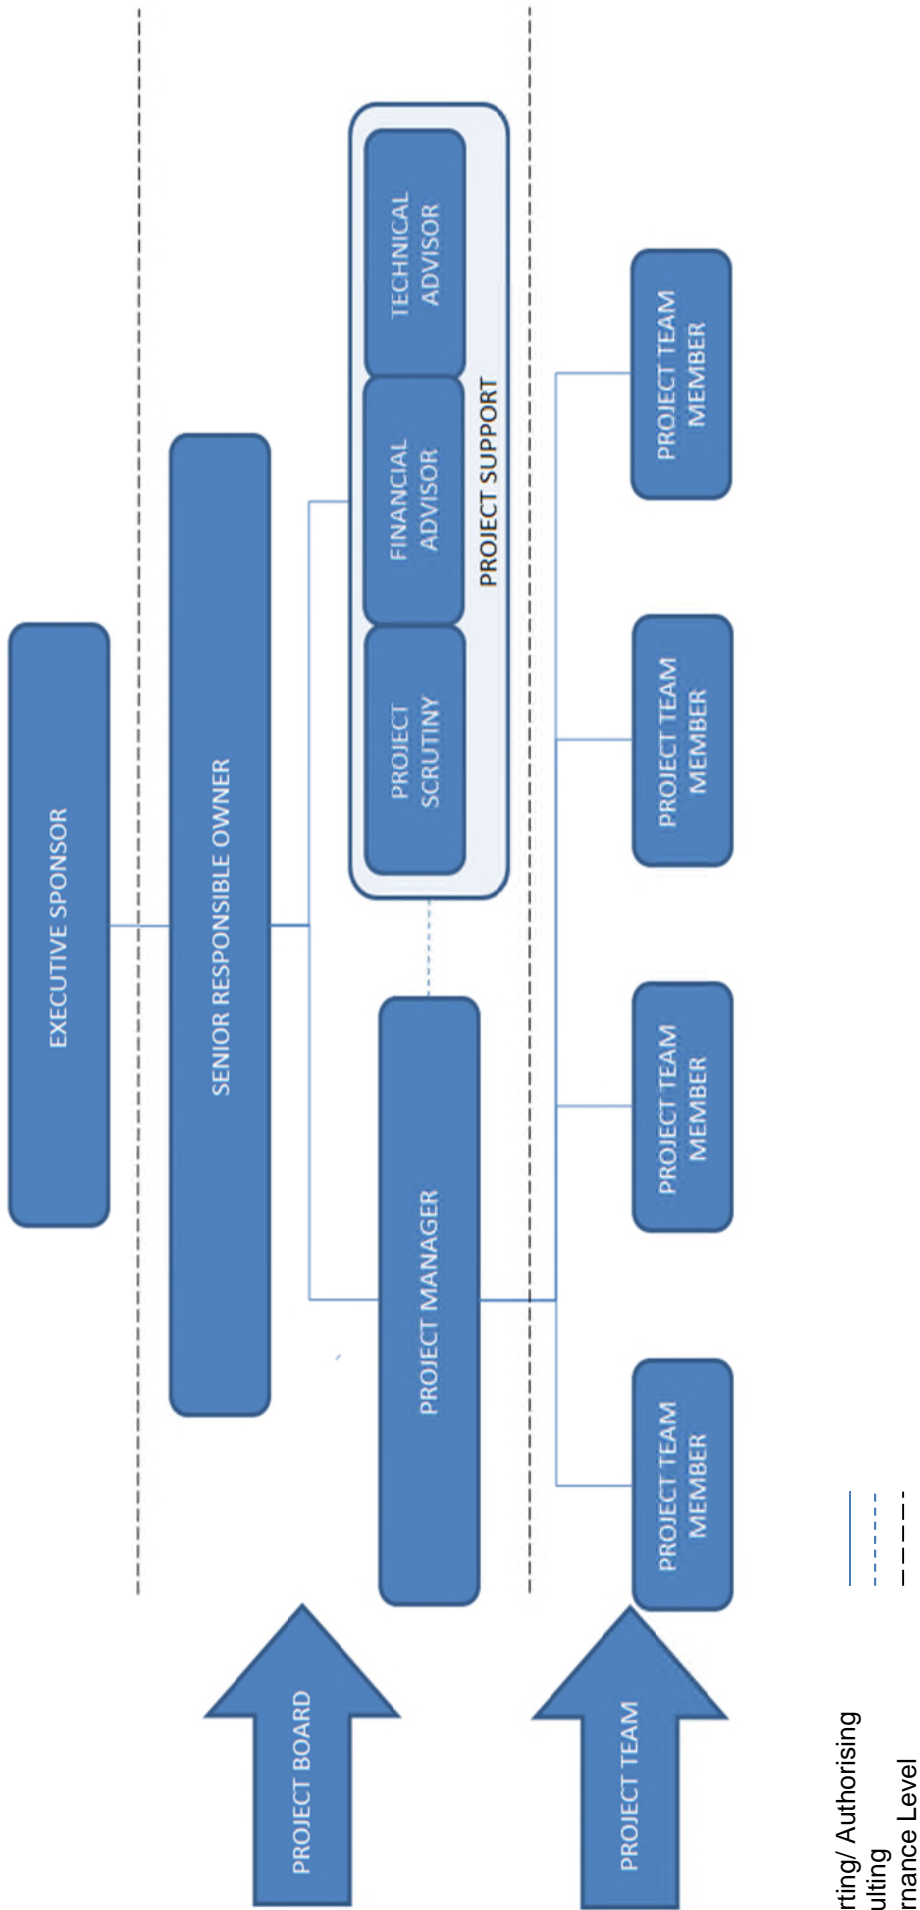 EXECUTIVE SPONSOR
SENIOR RESPONSIBLE OWNER
PROJECT BOARD
PROJECT MANAGER
PROJECT
SCRUTINY
FINANCIAL
ADVISOR
TECHNICAL
ADVISOR
PROJECT SUPPORT
PROJECT TEAM
PROJECT TEAM
MEMBER
PROJECT TEAM
MEMBER
PROJECT TEAM
MEMBER
PROJECT TEAM
MEMBER
rting/ Authorising
ulting
rnance Level